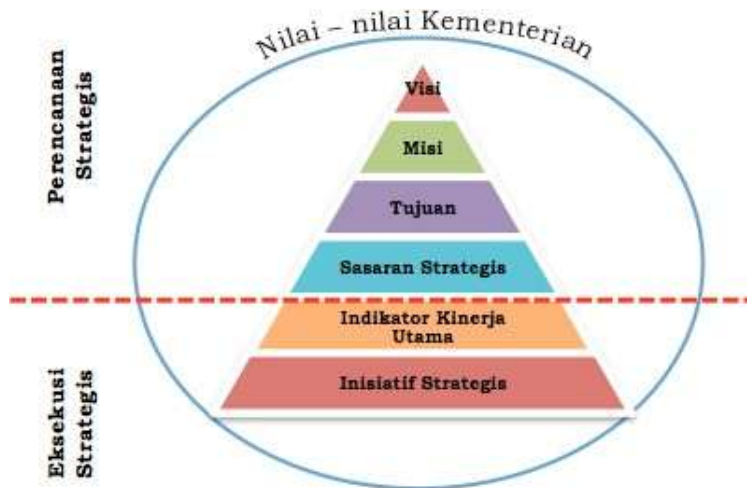 Nilai – nilai Kementerian
Perencanaan
Strategis
Visi
Misi
Tujuan
Sasaran Strategis
Indikator Kinerja
Utama
Inisiatif Strategis
Eksekusi
Strategis